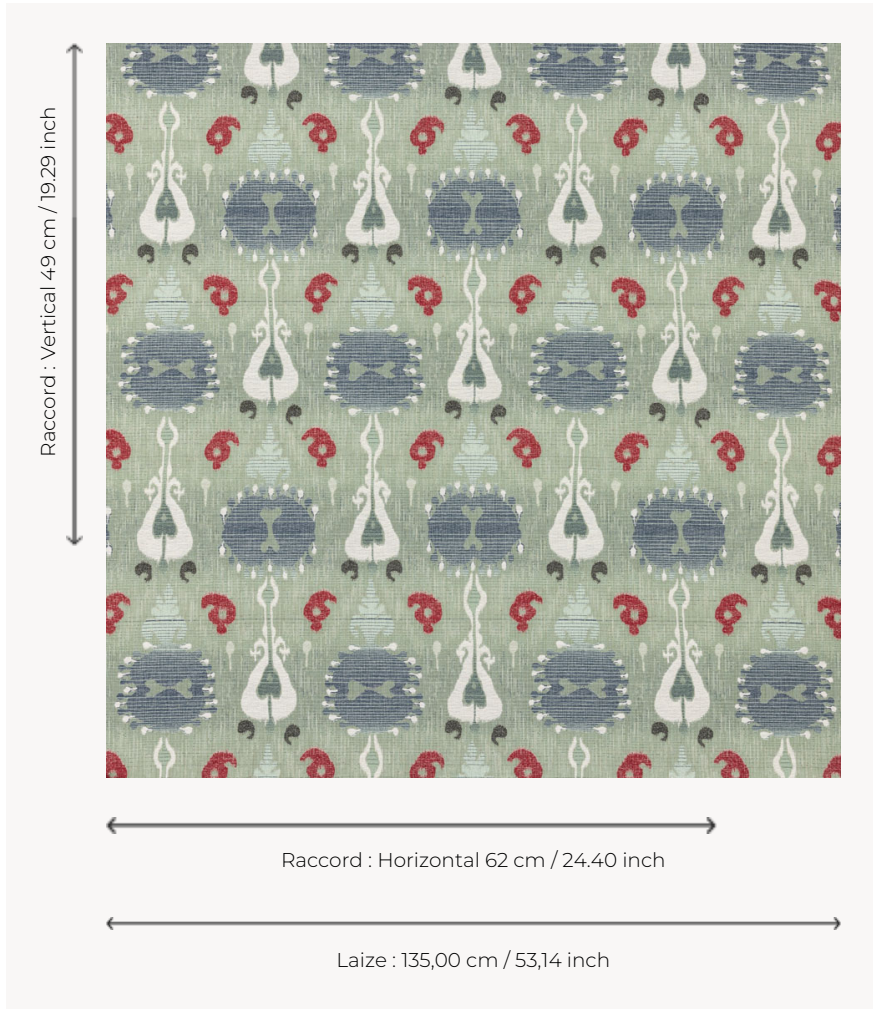 Raccord : Vertical 49 cm / 19.29 inch
Raccord : Horizontal 62 cm / 24.40 inch
Laize : 135,00 cm / 53,14 inch